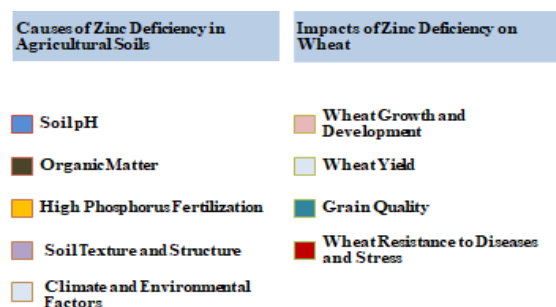 Causes of Zinc Deficiency in
Agricultural Soils
Soil pH
Organic Matter
High Phosphorus Fertilization
Soil Texture and Structure
Climate and Environmental
Factors
Impacts of Zinc Deficiency on
Wheat
Wheat Growth and
Development
Wheat Yield
Grain Quality
Wheat Resistance to Diseases
and Stress